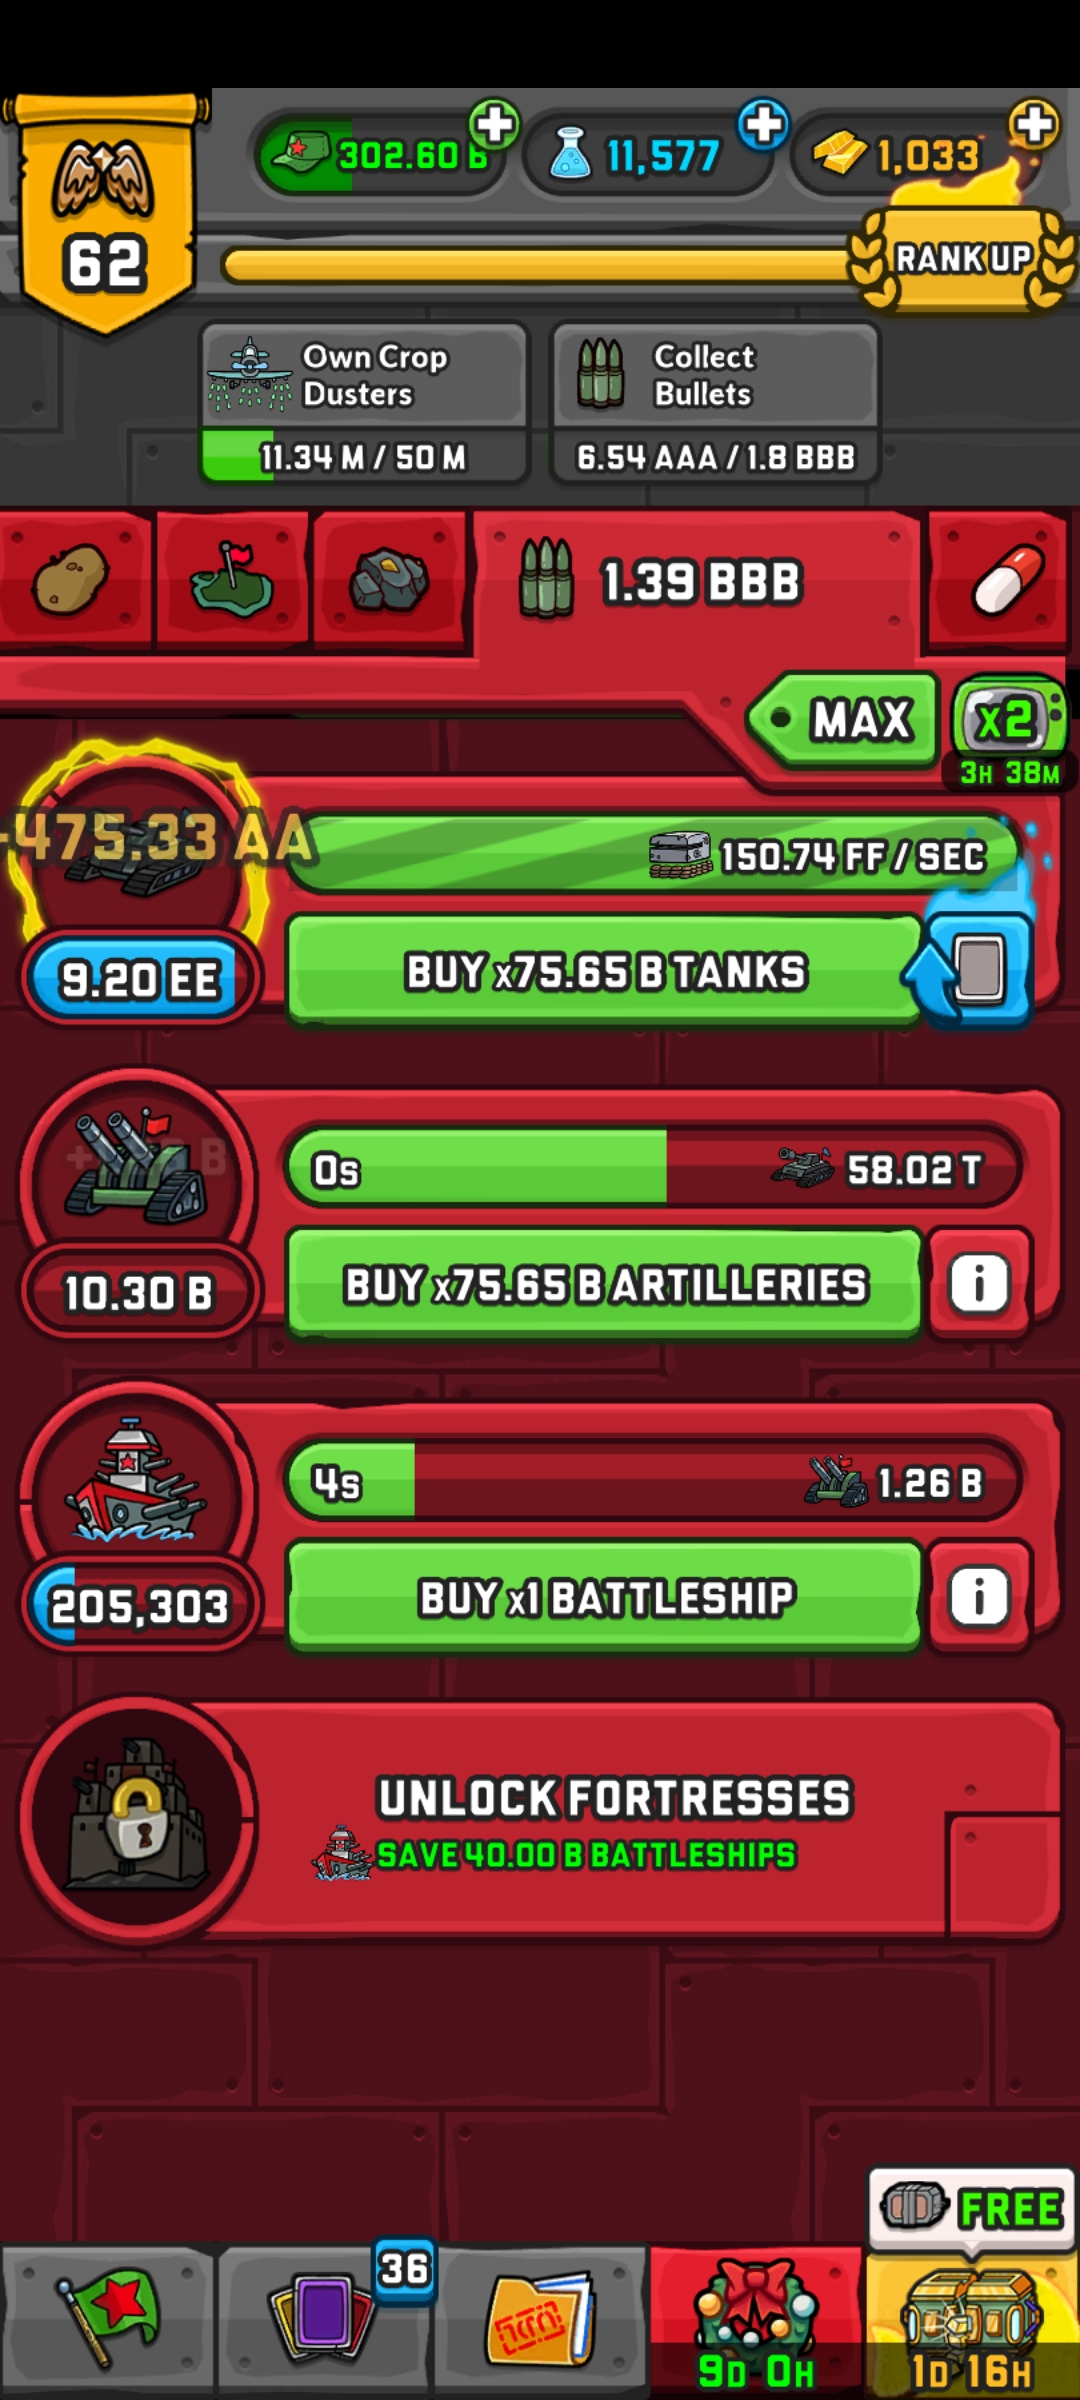 302.60 B
11,577
1,033
62
RANK UP
Own Crop
Dusters
Collect
Bullets
11.34 M / 50 M
6.54 AAA / 1.8 BBB
1.39 BBB
MAX
x2
3H 38M
-475.33 AA
150.74 FF / SEC
9.20 EE
BUY x75.65 B TANKS
0s
58.02 T
10.30 B
BUY x75.65 B ARTILLERIES
i
4s
1.26 B
205,303
BUY x1 BATTLESHIP
i
UNLOCK FORTRESSES
SAVE 40.00 B BATTLESHIPS
FREE
36
9D 0H
1D 16H